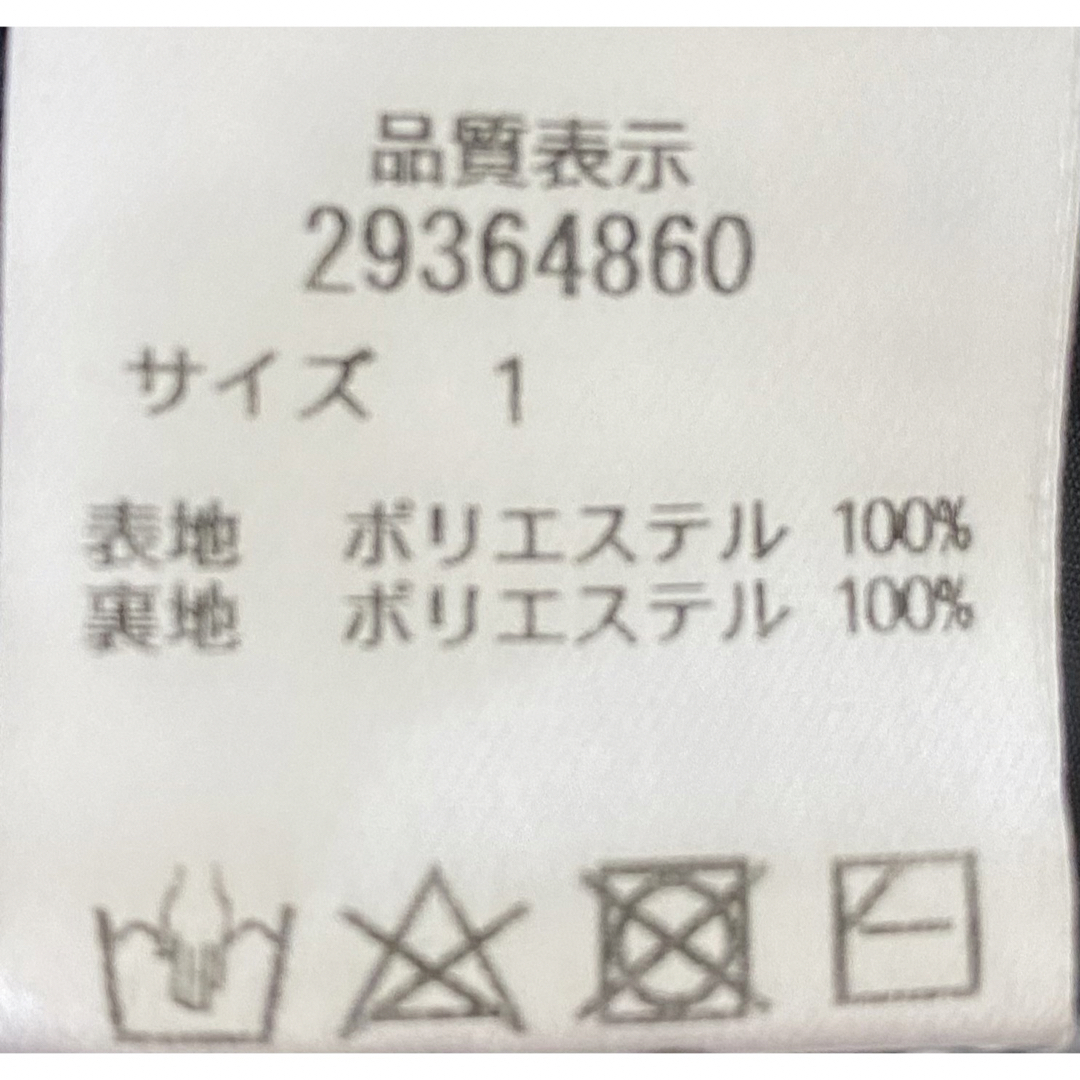 品質表示
29364860
サイズ 1
表地 ポリエステル 100%
裏地 ポリエステル 100%